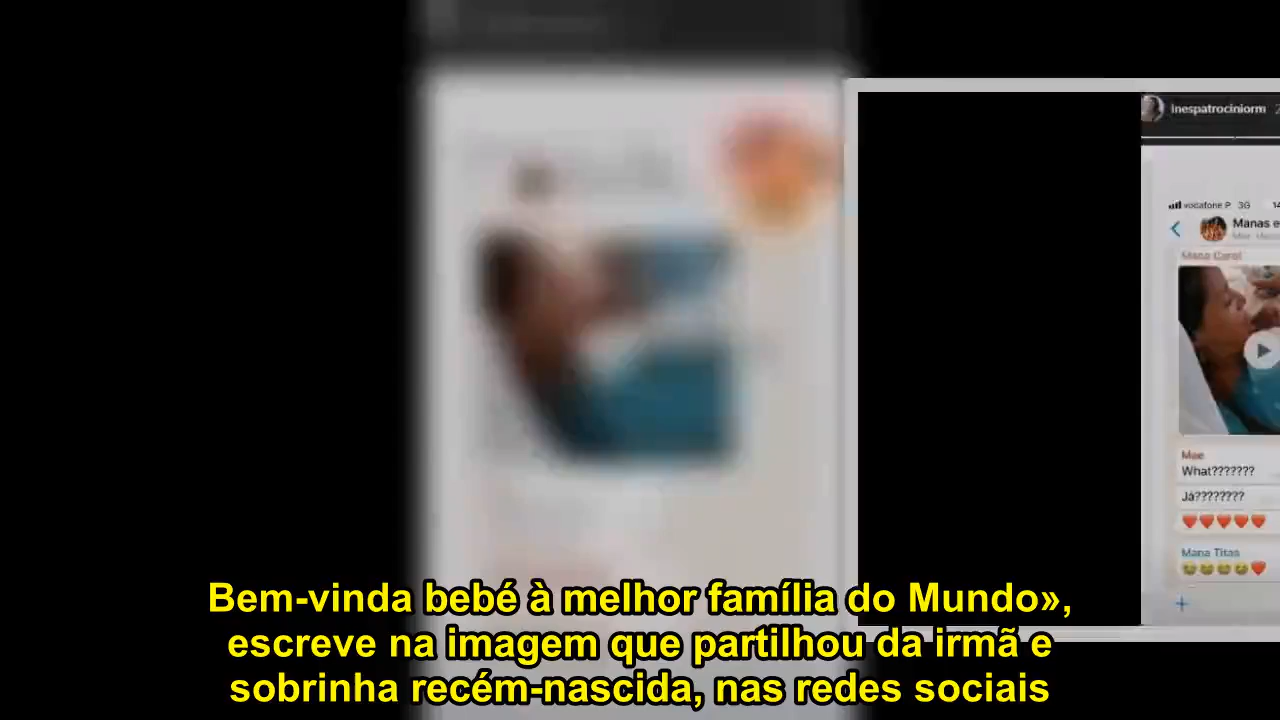 inespatrociniorm
vodafone P 3G
Manas e
Mana Carol
Mae
What???????
Já????????
❤❤❤❤❤
Mana Titas
😂😂😂😂❤
Bem-vinda bebé à melhor família do Mundo»,
escreve na imagem que partilhou da irmã e
sobrinha recém-nascida, nas redes sociais